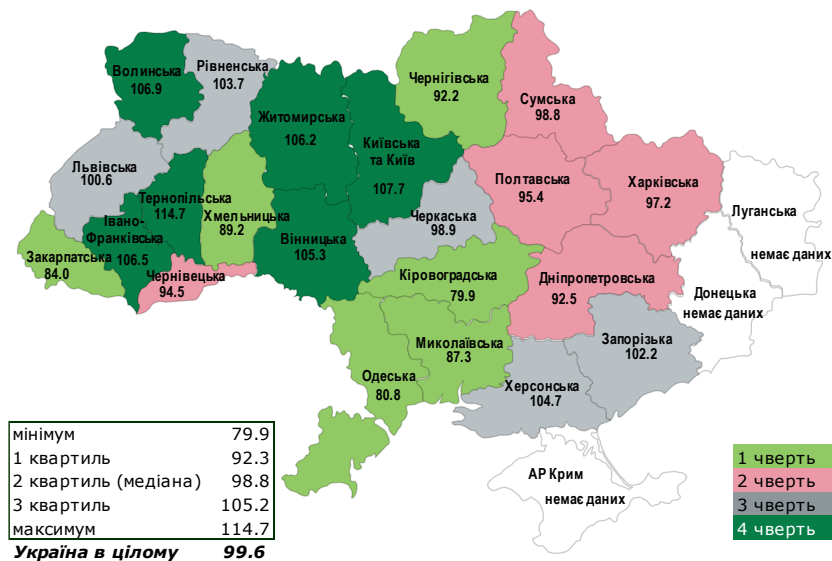 Волинська
106.9
Рівненська
103.7
Житомирська
106.2
Київська
та Київ
107.7
Чернігівська
92.2
Сумська
98.8
Львівська
100.6
Тернопільська
114.7
Хмельницька
89.2
Івано-
Франківська
106.5
Закарпатська
84.0
Чернівецька
94.5
Вінницька
105.3
Черкаська
98.9
Полтавська
95.4
Харківська
97.2
Луганська
немає даних
Донецька
немає даних
Кіровоградська
79.9
Дніпропетровська
92.5
Запорізька
102.2
Миколаївська
87.3
Одеська
80.8
Херсонська
104.7
АР Крим
немає даних
мінімум 79.9
1 квартиль 92.3
2 квартиль (медіана) 98.8
3 квартиль 105.2
максимум 114.7
Україна в цілому 99.6
1 чверть
2 чверть
3 чверть
4 чверть